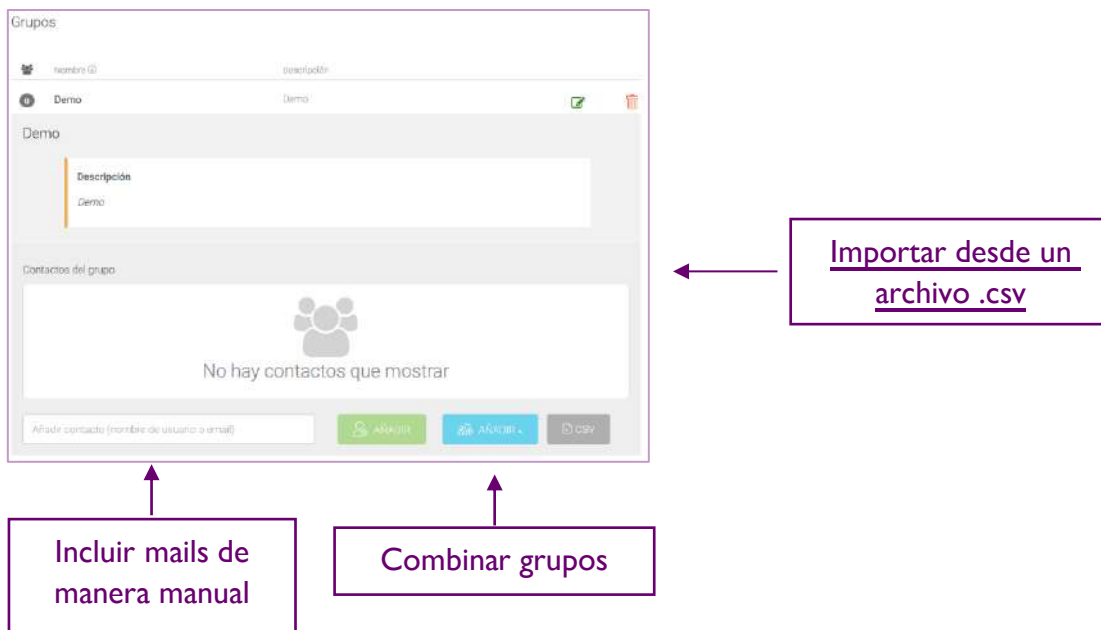 Grupos
nombre
descripción
0 Demo Demo
Demo
Descripción
Demo
Contactos del grupo
No hay contactos que mostrar
Añadir contacto (nombre de usuario o email)
AÑADIR
AÑADIR
CSV
Importar desde un
archivo .csv
Incluir mails de
manera manual
Combinar grupos